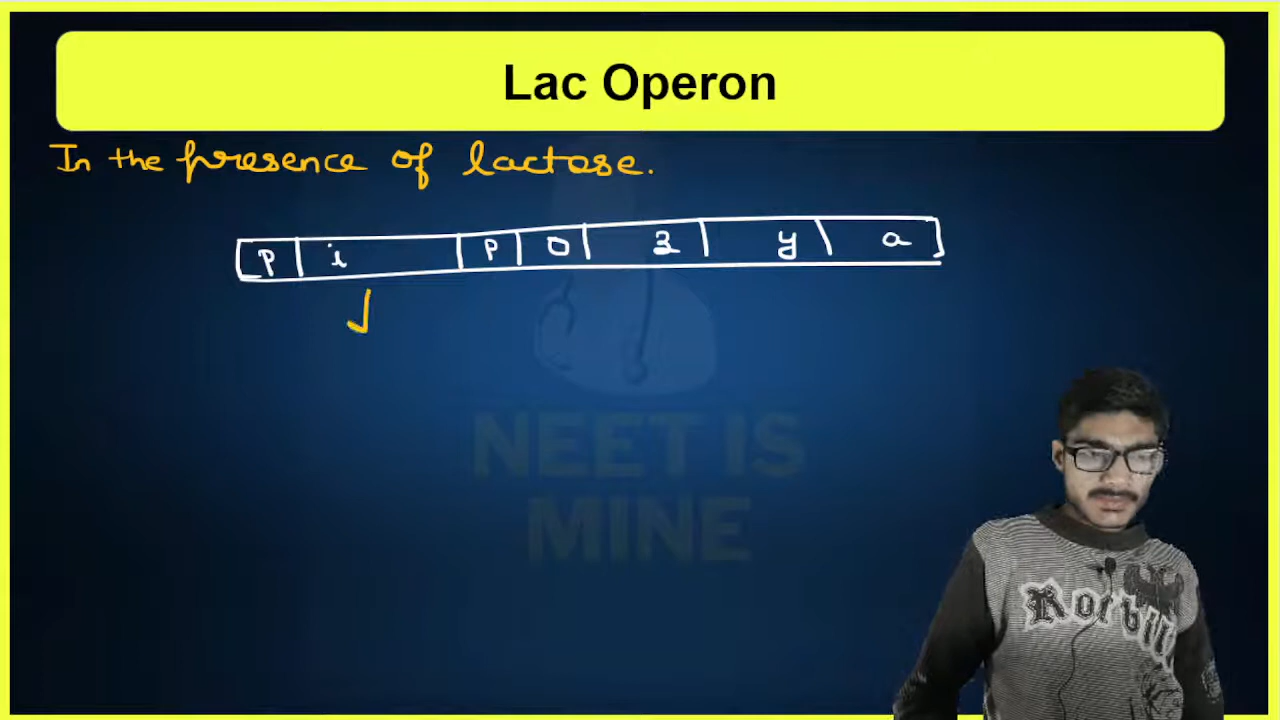 Lac Operon
In the presence of lactose.
P i P O z y a
NEET IS
MINE